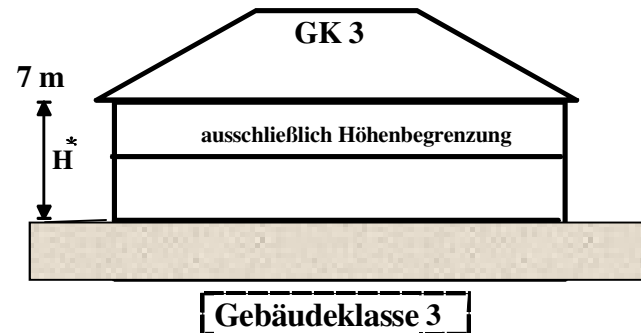 GK 3
7 m
ausschließlich Höhenbegrenzung
H*
Gebäudeklasse 3